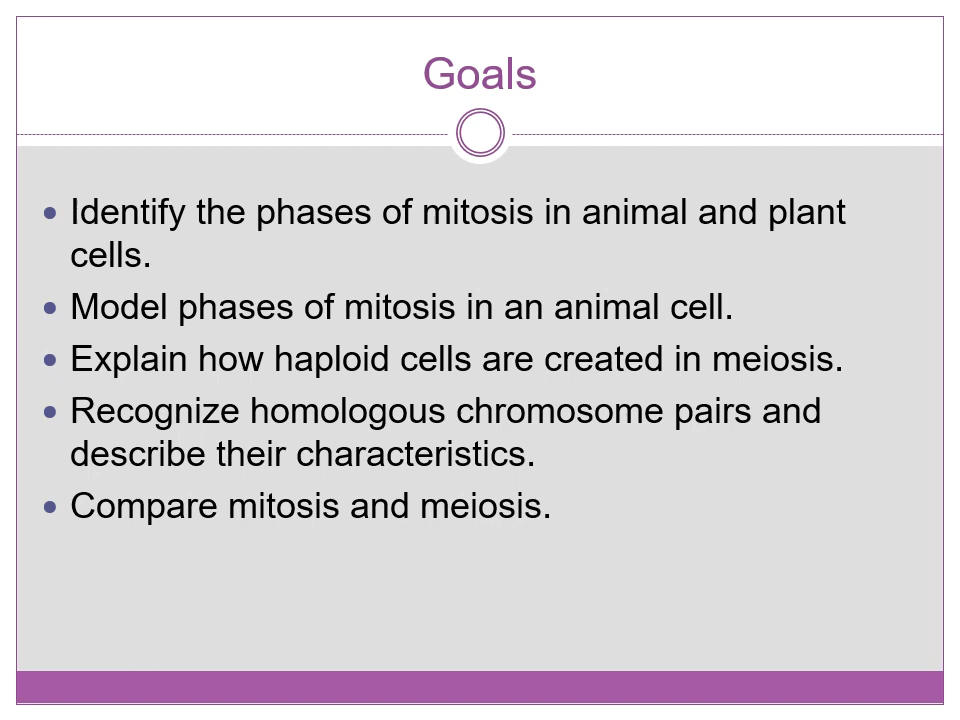 Goals
• Identify the phases of mitosis in animal and plant
cells.
• Model phases of mitosis in an animal cell.
• Explain how haploid cells are created in meiosis.
• Recognize homologous chromosome pairs and
describe their characteristics.
• Compare mitosis and meiosis.